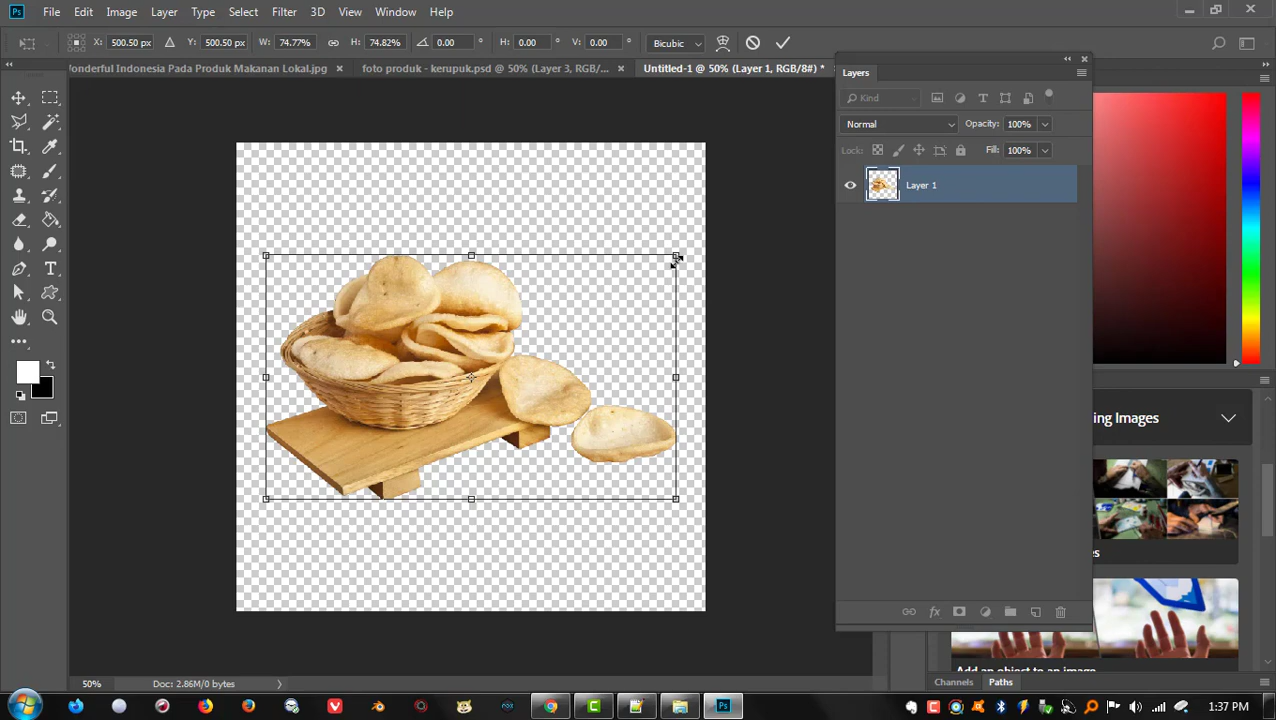 Ps File Edit Image Layer Type Select Filter 3D View Window Help
X: 500.50 px Y: 500.50 px W: 74.77% H: 74.82% 0.00 ° H: 0.00 ° V: 0.00 ° Bicubic
onderful Indonesia Pada Produk Makanan Lokal.jpg foto produk - kerupuk.psd @ 50% (Layer 3, RGB/... Untitled-1 @ 50% (Layer 1, RGB/8#) *
Layers
Kind
Normal Opacity: 100%
Lock: Fill: 100%
Layer 1
ing Images
es
Add an object to an image
Channels Paths
50% Doc: 2.86M/0 bytes
1:37 PM